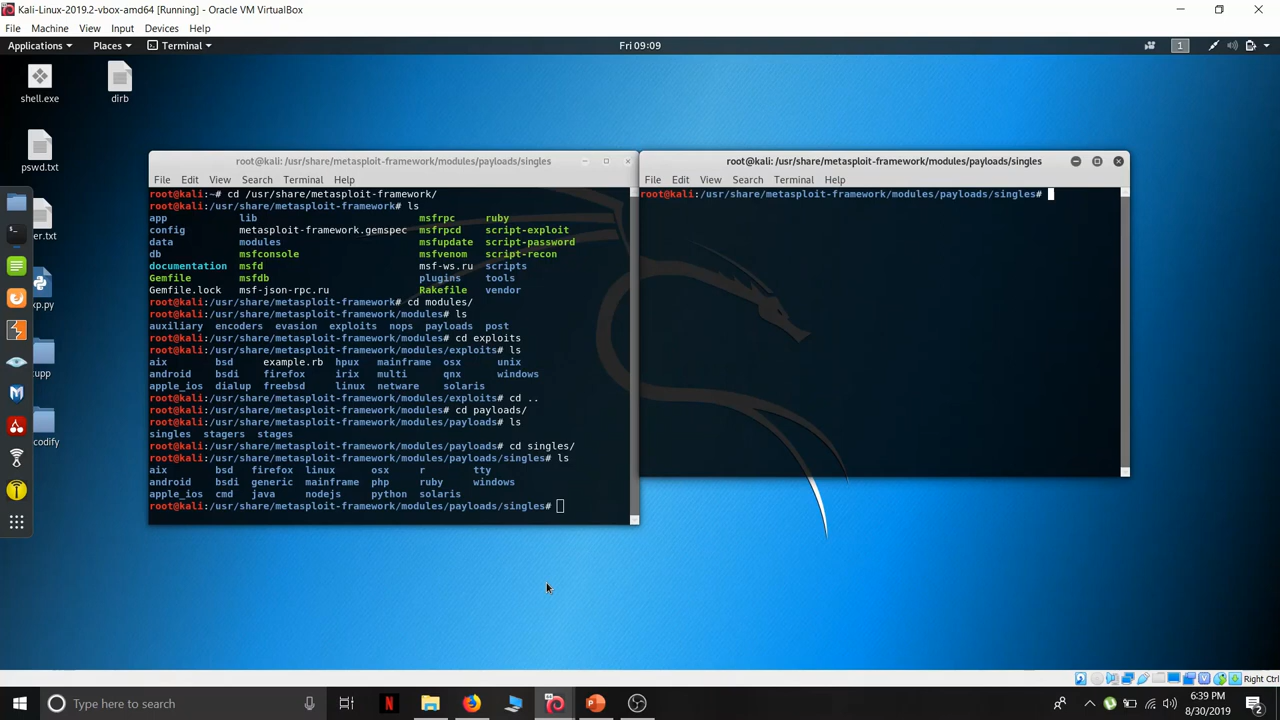 Kali-Linux-2019.2-vbox-amd64 [Running] - Oracle VM VirtualBox
File Machine View Input Devices Help
Applications Places Terminal Fri 09:09 1
shell.exe dirb
pswd.txt
er.txt
xp.py
cupp
codify
root@kali: /usr/share/metasploit-framework/modules/payloads/singles
File Edit View Search Terminal Help
root@kali:~# cd /usr/share/metasploit-framework/
root@kali:/usr/share/metasploit-framework# ls
app lib msfrpc ruby
config metasploit-framework.gemspec msfrpcd script-exploit
data modules msfupdate script-password
db msfconsole msfvenom script-recon
documentation msfd msf-ws.ru scripts
Gemfile msfdb plugins tools
Gemfile.lock msf-json-rpc.ru Rakefile vendor
root@kali:/usr/share/metasploit-framework# cd modules/
root@kali:/usr/share/metasploit-framework/modules# ls
auxiliary encoders evasion exploits nops payloads post
root@kali:/usr/share/metasploit-framework/modules# cd exploits
root@kali:/usr/share/metasploit-framework/modules/exploits# ls
aix bsd example.rb hpux mainframe osx unix
android bsdi firefox irix multi qnx windows
apple_ios dialup freebsd linux netware solaris
root@kali:/usr/share/metasploit-framework/modules/exploits# cd ..
root@kali:/usr/share/metasploit-framework/modules# cd payloads/
root@kali:/usr/share/metasploit-framework/modules/payloads# ls
singles stagers stages
root@kali:/usr/share/metasploit-framework/modules/payloads# cd singles/
root@kali:/usr/share/metasploit-framework/modules/payloads/singles# ls
aix bsd firefox linux osx r tty
android bsdi generic mainframe php ruby windows
apple_ios cmd java nodejs python solaris
root@kali:/usr/share/metasploit-framework/modules/payloads/singles#
root@kali: /usr/share/metasploit-framework/modules/payloads/singles
File Edit View Search Terminal Help
root@kali:/usr/share/metasploit-framework/modules/payloads/singles#
Right Ctrl
Type here to search
6:39 PM
8/30/2019
2